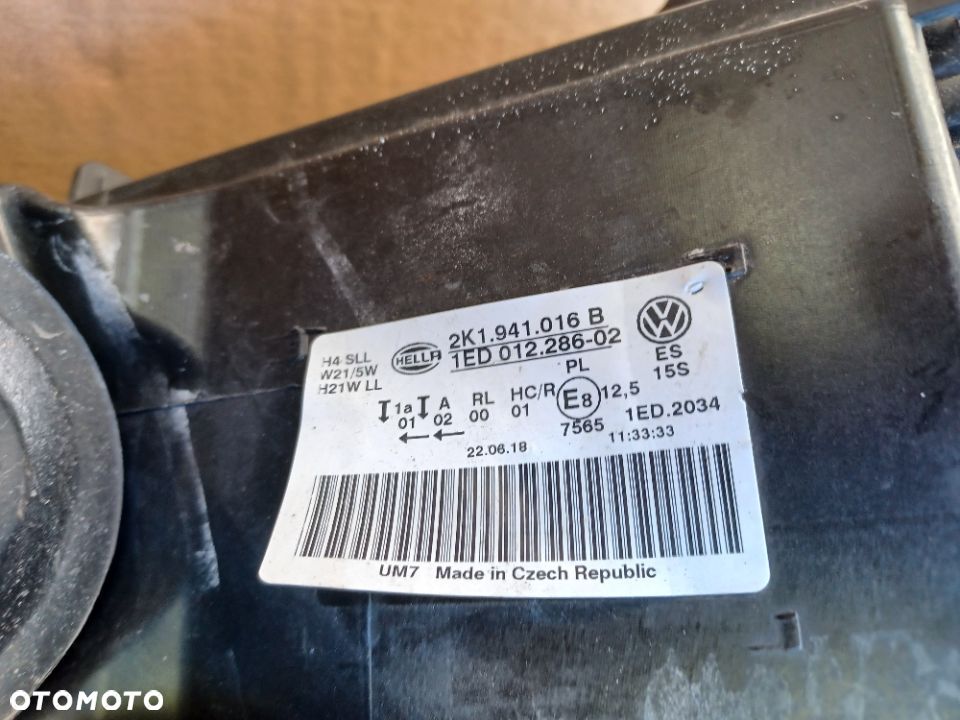 H4 SLL
W21/5W
H21W LL
HELLA
2K1.941.016 B
1ED 012.286-02
PL
VW
ES
15S
1a A RL HC/R E8 12,5
01 02 00 01
7565 1ED.2034
22.06.18 11:33:33
UM7 Made in Czech Republic
OTOMOTO